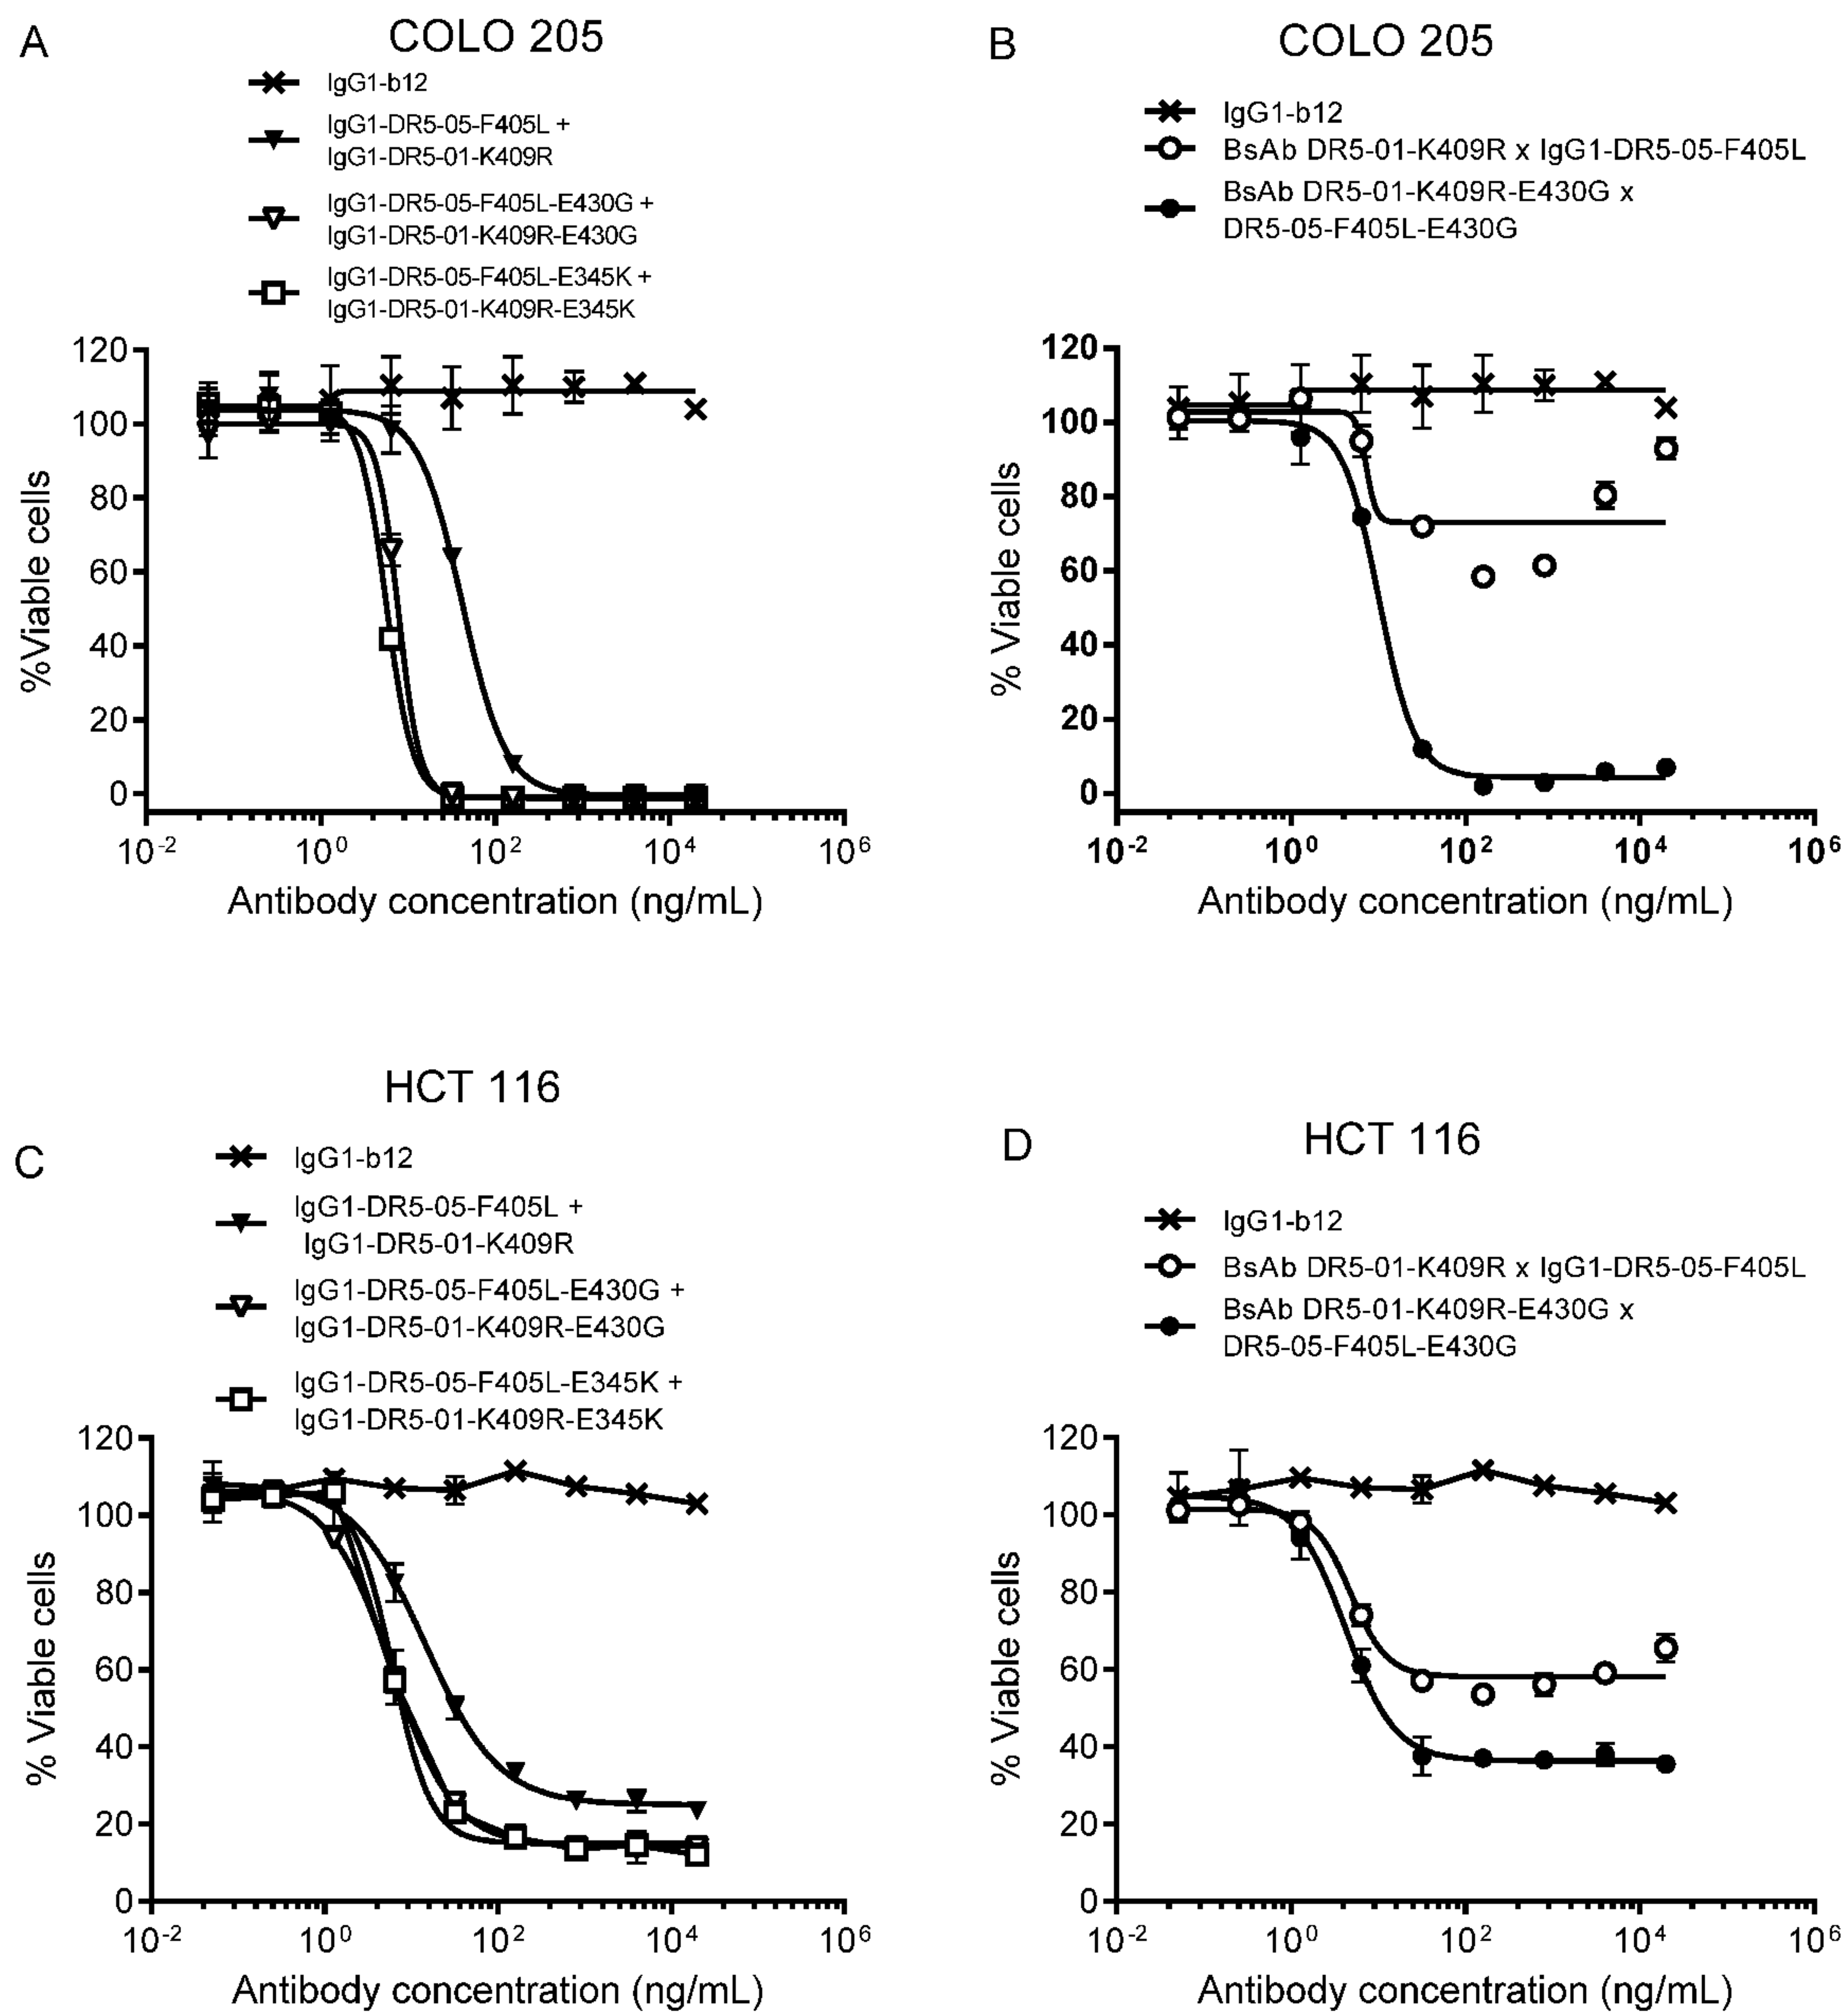 A
COLO 205
IgG1-b12
IgG1-DR5-05-F405L +
IgG1-DR5-01-K409R
IgG1-DR5-05-F405L-E430G +
IgG1-DR5-01-K409R-E430G
IgG1-DR5-05-F405L-E345K +
IgG1-DR5-01-K409R-E345K
120
100
80
60
40
20
0
%Viable cells
10-2 100 102 104 106
Antibody concentration (ng/mL)
B
COLO 205
IgG1-b12
BsAb DR5-01-K409R x IgG1-DR5-05-F405L
BsAb DR5-01-K409R-E430G x
DR5-05-F405L-E430G
120
100
80
60
40
20
0
% Viable cells
10-2 100 102 104 106
Antibody concentration (ng/mL)
C
HCT 116
IgG1-b12
IgG1-DR5-05-F405L +
IgG1-DR5-01-K409R
IgG1-DR5-05-F405L-E430G +
IgG1-DR5-01-K409R-E430G
IgG1-DR5-05-F405L-E345K +
IgG1-DR5-01-K409R-E345K
120
100
80
60
40
20
0
% Viable cells
10-2 100 102 104 106
Antibody concentration (ng/mL)
D
HCT 116
IgG1-b12
BsAb DR5-01-K409R x IgG1-DR5-05-F405L
BsAb DR5-01-K409R-E430G x
DR5-05-F405L-E430G
120
100
80
60
40
20
0
% Viable cells
10-2 100 102 104 106
Antibody concentration (ng/mL)